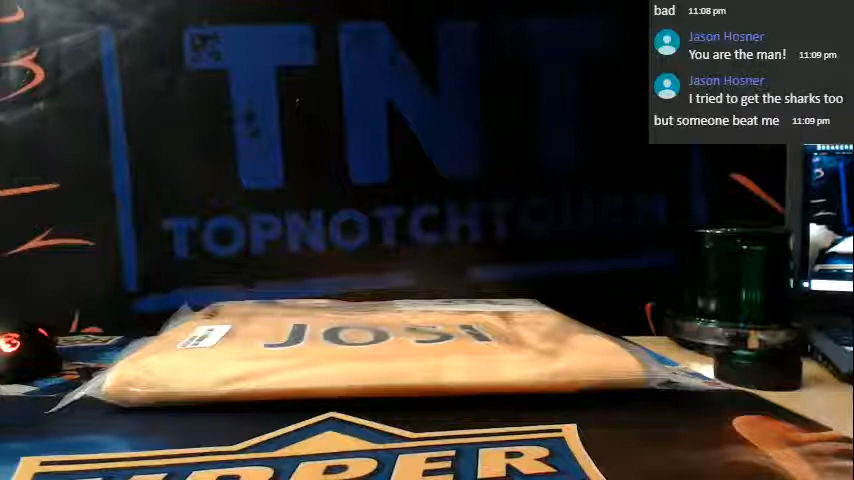 bad 11:08 pm
Jason Hosner
You are the man! 11:09 pm
Jason Hosner
I tried to get the sharks too
but someone beat me 11:09 pm
TNT
TOPNOTCH
JOSI
UPPER